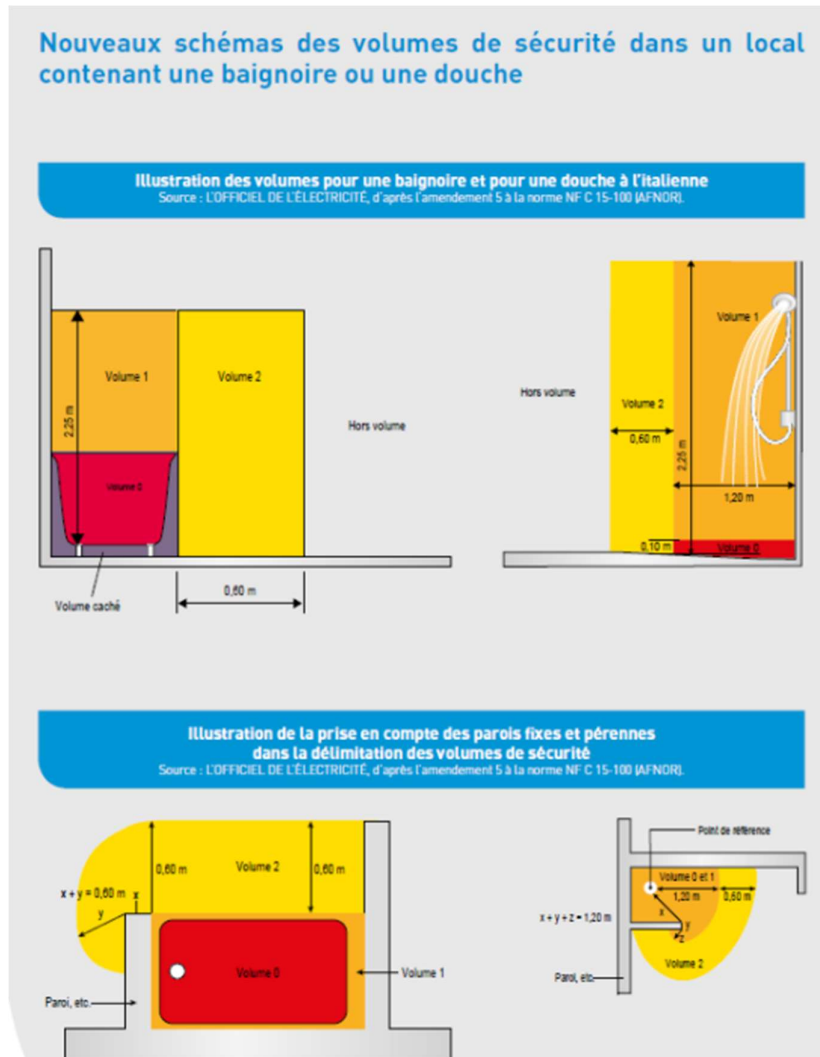 Nouveaux schémas des volumes de sécurité dans un local
contenant une baignoire ou une douche
Illustration des volumes pour une baignoire et pour une douche à l'italienne
Source : L'OFFICIEL DE L'ÉLECTRICITÉ, d'après l'amendement 5 à la norme NF C 15-100 (AFNOR).
Volume 1
Volume 2
2,25 m
Hors volume
Volume 0
Volume caché
0,60 m
Volume 1
Hors volume
Volume 2
0,60 m
2,25 m
1,20 m
0,10 m
Volume 0
Illustration de la prise en compte des parois fixes et pérennes
dans la délimitation des volumes de sécurité
Source : L'OFFICIEL DE L'ÉLECTRICITÉ, d'après l'amendement 5 à la norme NF C 15-100 (AFNOR).
0,60 m
Volume 2
0,60 m
x + y = 0,60 m
x
y
Volume 0
Volume 1
Paroi, etc.
Point de référence
Volume 0 et 1
1,20 m
0,60 m
x
x + y + z = 1,20 m
y
z
Volume 2
Paroi, etc.